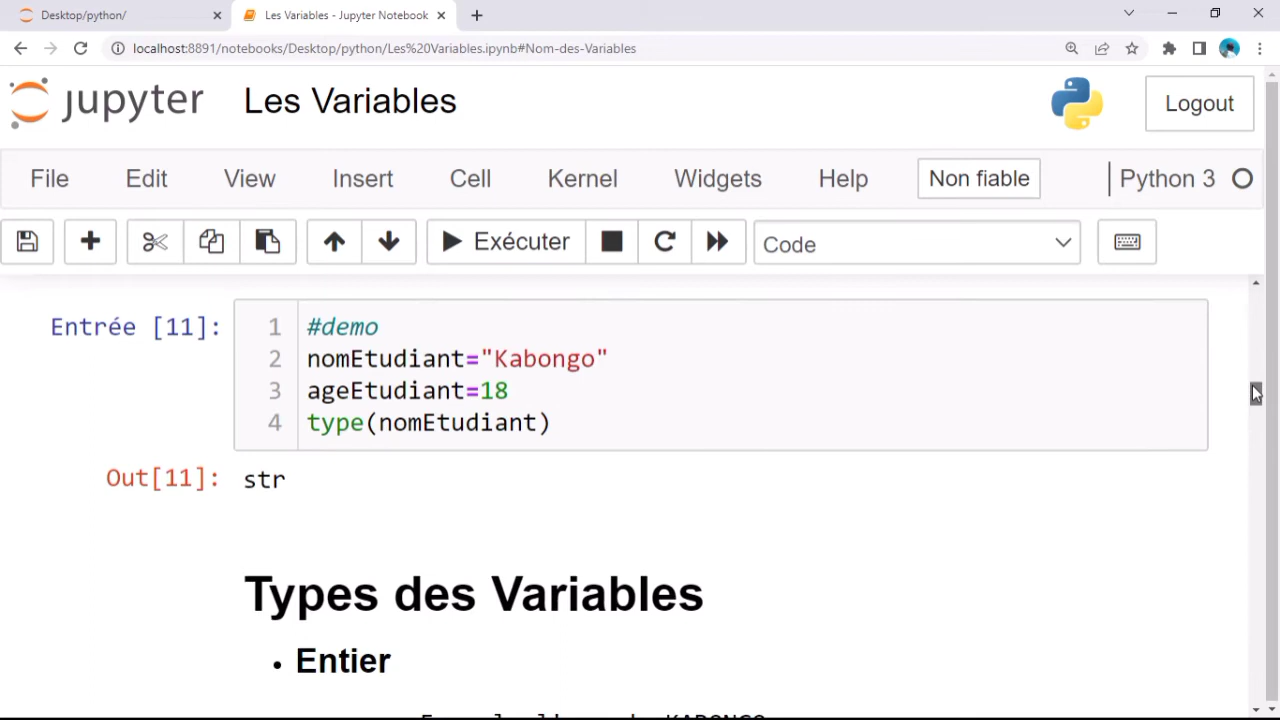 Desktop/python/
Les Variables - Jupyter Notebook
localhost:8891/notebooks/Desktop/python/Les%20Variables.ipynb#Nom-des-Variables
jupyter Les Variables
Logout
File Edit View Insert Cell Kernel Widgets Help Non fiable Python 3
Exécuter Code
Entrée [11]: 1 #demo
2 nomEtudiant="Kabongo"
3 ageEtudiant=18
4 type(nomEtudiant)
Out[11]: str
Types des Variables
• Entier
KABONGO